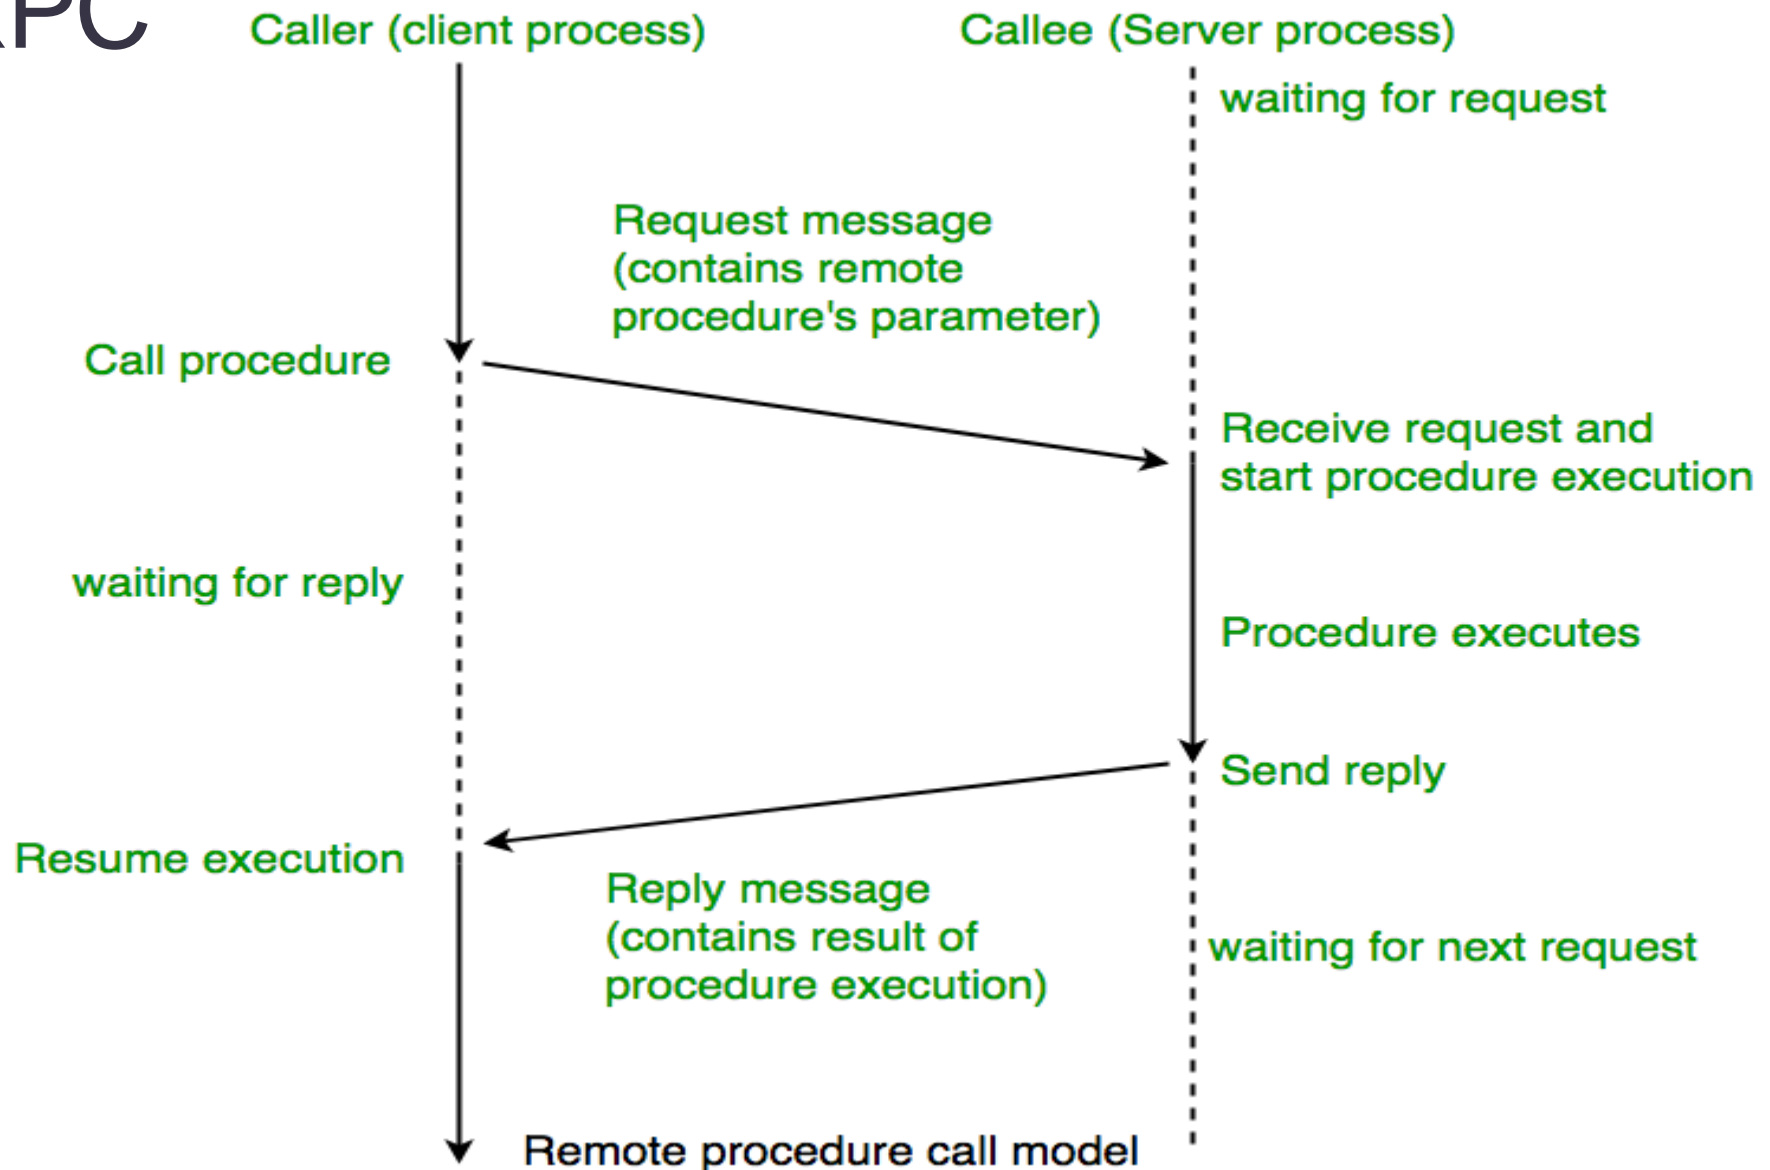 RPC
Caller (client process)
Callee (Server process)
waiting for request
Request message
(contains remote
procedure's parameter)
Call procedure
Receive request and
start procedure execution
waiting for reply
Procedure executes
Send reply
Resume execution
Reply message
(contains result of
procedure execution)
waiting for next request
Remote procedure call model